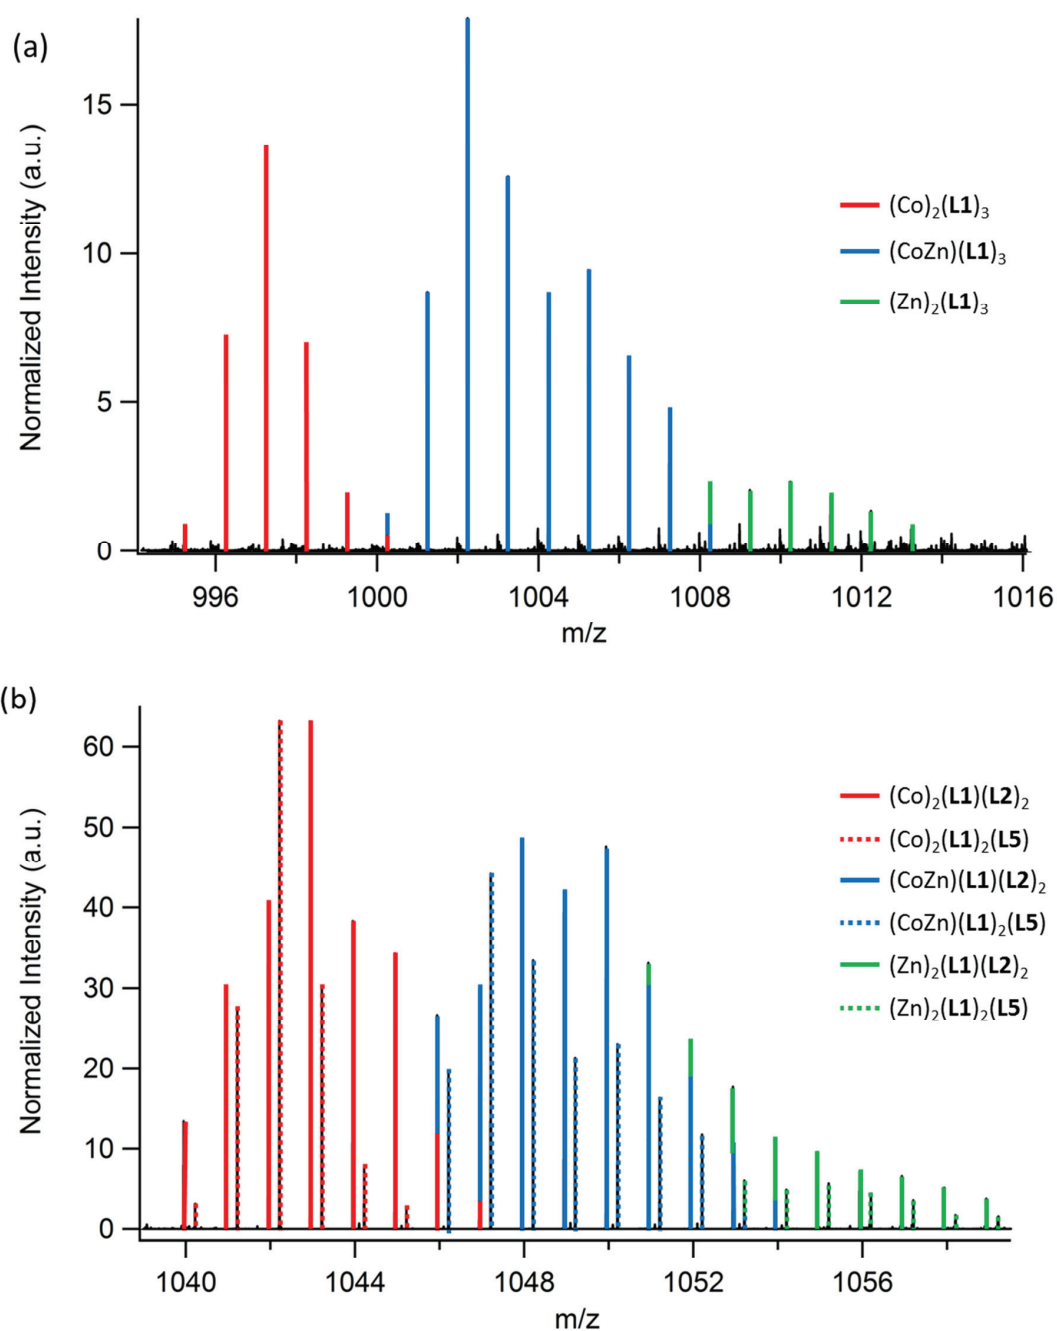 (a)
Normalized Intensity (a.u.)
15
10
5
0
(Co)₂(L1)₃
(CoZn)(L1)₃
(Zn)₂(L1)₃
996 1000 1004 1008 1012 1016
m/z
(b)
Normalized Intensity (a.u.)
60
50
40
30
20
10
0
(Co)₂(L1)(L2)₂
(Co)₂(L1)₂(L5)
(CoZn)(L1)(L2)₂
(CoZn)(L1)₂(L5)
(Zn)₂(L1)(L2)₂
(Zn)₂(L1)₂(L5)
1040 1044 1048 1052 1056
m/z